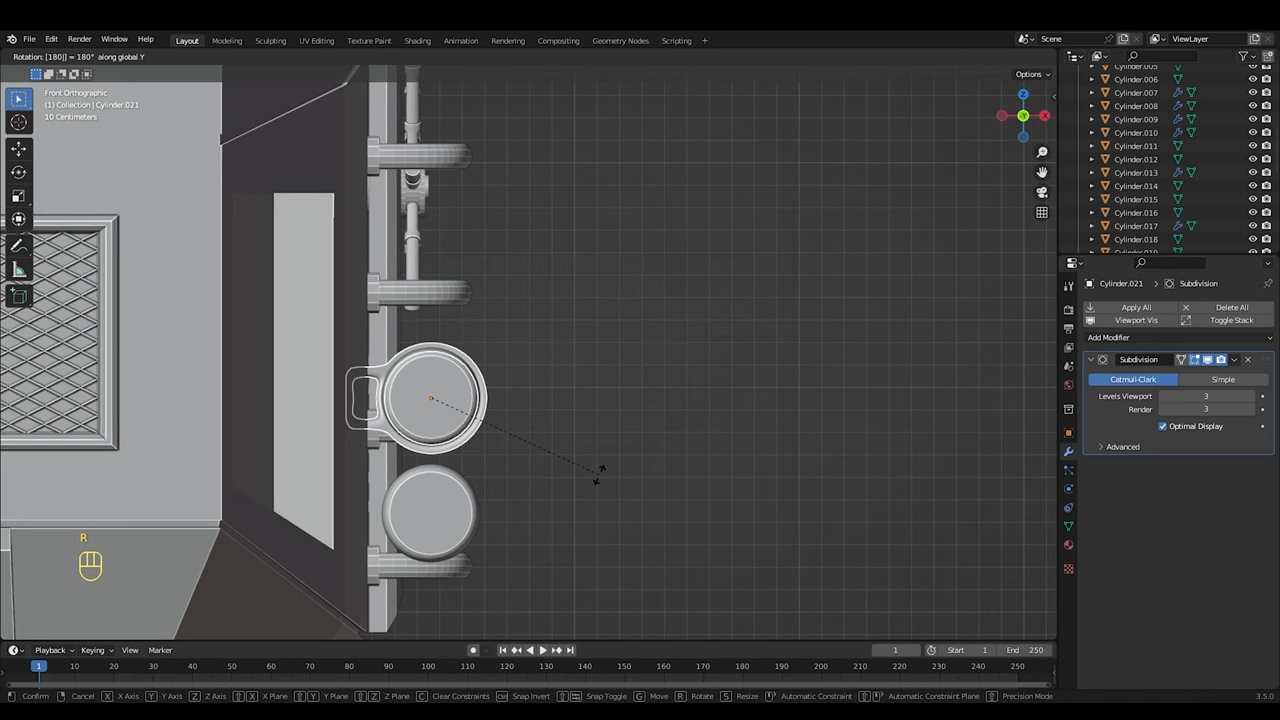 File Edit Render Window Help Layout Modeling Sculpting UV Editing Texture Paint Shading Animation Rendering Compositing Geometry Nodes Scripting + Scene ViewLayer
Rotation: [180|] = 180° along global Y
Options
Front Orthographic
(1) Collection | Cylinder.021
10 Centimeters
Z
Y
X
Cylinder.005
Cylinder.006
Cylinder.007
Cylinder.008
Cylinder.009
Cylinder.010
Cylinder.011
Cylinder.012
Cylinder.013
Cylinder.014
Cylinder.015
Cylinder.016
Cylinder.017
Cylinder.018
Cylinder.021 > Subdivision
Apply All Delete All
Viewport Vis Toggle Stack
Add Modifier
Subdivision
Catmull-Clark Simple
Levels Viewport 3
Render 3
Optimal Display
Advanced
R
Playback Keying View Marker 1 Start 1 End 250
1 10 20 30 40 50 60 70 80 90 100 110 120 130 140 150 160 170 180 190 200 210 220 230 240 250
Confirm Cancel X X Axis Y Y Axis Z Z Axis X X Plane Y Y Plane Z Z Plane C Clear Constraints Snap Invert Snap Toggle G Move R Rotate S Resize Automatic Constraint Automatic Constraint Plane Precision Mode 3.5.0